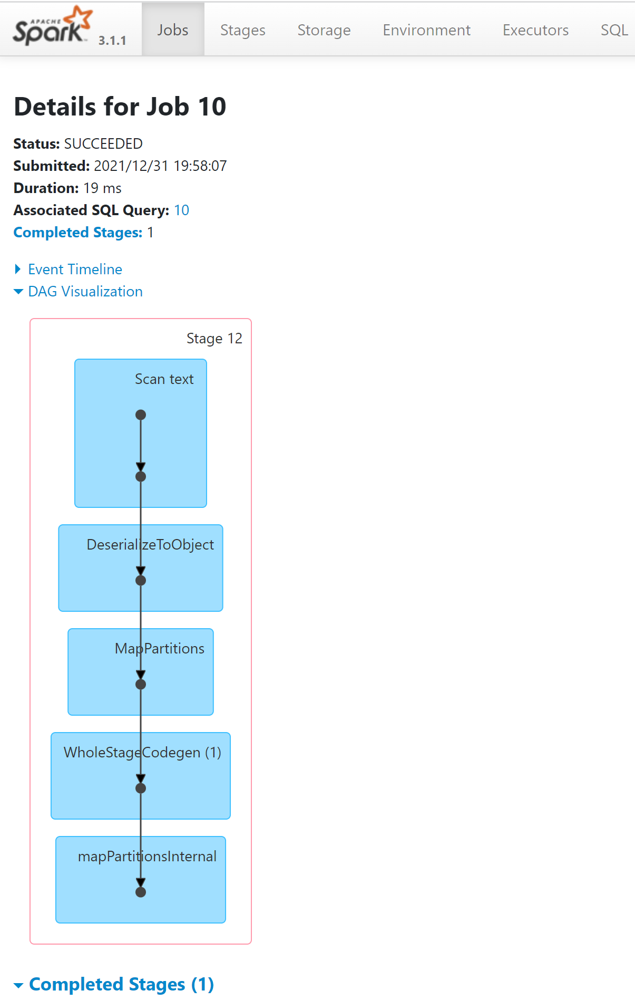 APACHE
Spark 3.1.1 Jobs Stages Storage Environment Executors SQL
Details for Job 10
Status: SUCCEEDED
Submitted: 2021/12/31 19:58:07
Duration: 19 ms
Associated SQL Query: 10
Completed Stages: 1
Event Timeline
DAG Visualization
Stage 12
Scan text
DeserializeToObject
MapPartitions
WholeStageCodegen (1)
mapPartitionsInternal
Completed Stages (1)